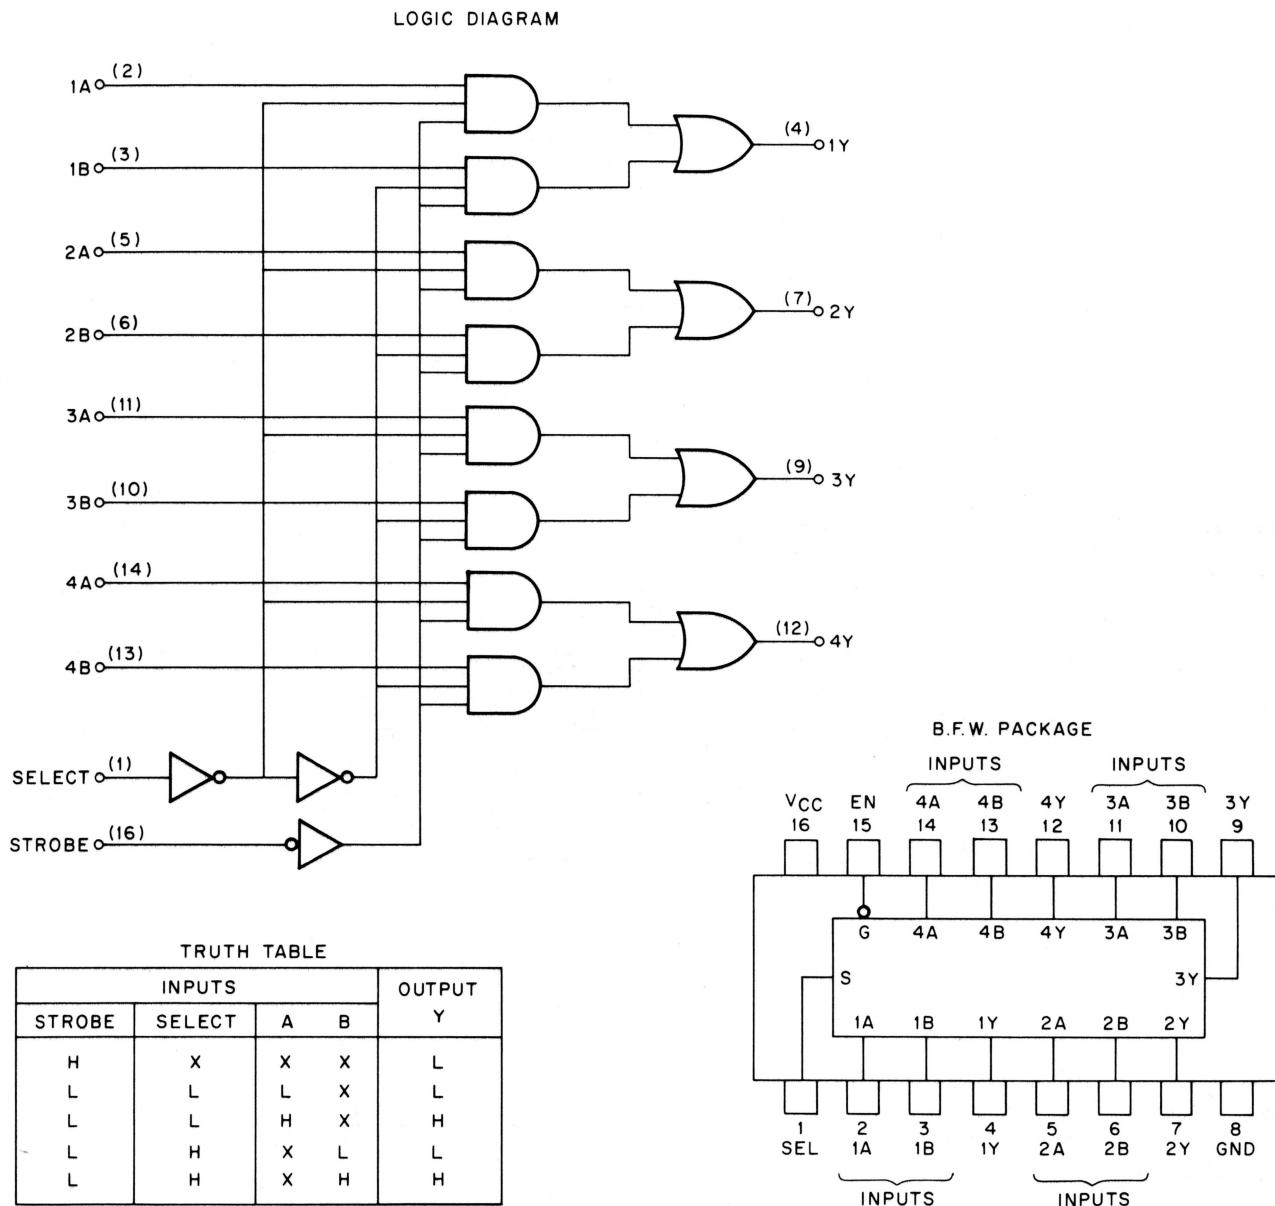 LOGIC DIAGRAM
1A (2)
1B (3)
2A (5)
2B (6)
3A (11)
3B (10)
4A (14)
4B (13)
SELECT (1)
STROBE (16)
(4) 1Y
(7) 2Y
(9) 3Y
(12) 4Y
TRUTH TABLE
INPUTS OUTPUT Y
STROBE SELECT A B
H X X X L
L L L X L
L L H X H
L H X L L
L H X H H
B.F.W. PACKAGE
INPUTS INPUTS
VCC EN 4A 4B 4Y 3A 3B 3Y
16 15 14 13 12 11 10 9
G 4A 4B 4Y 3A 3B
S 3Y
1A 1B 1Y 2A 2B 2Y
1 2 3 4 5 6 7 8
SEL 1A 1B 1Y 2A 2B 2Y GND
INPUTS INPUTS